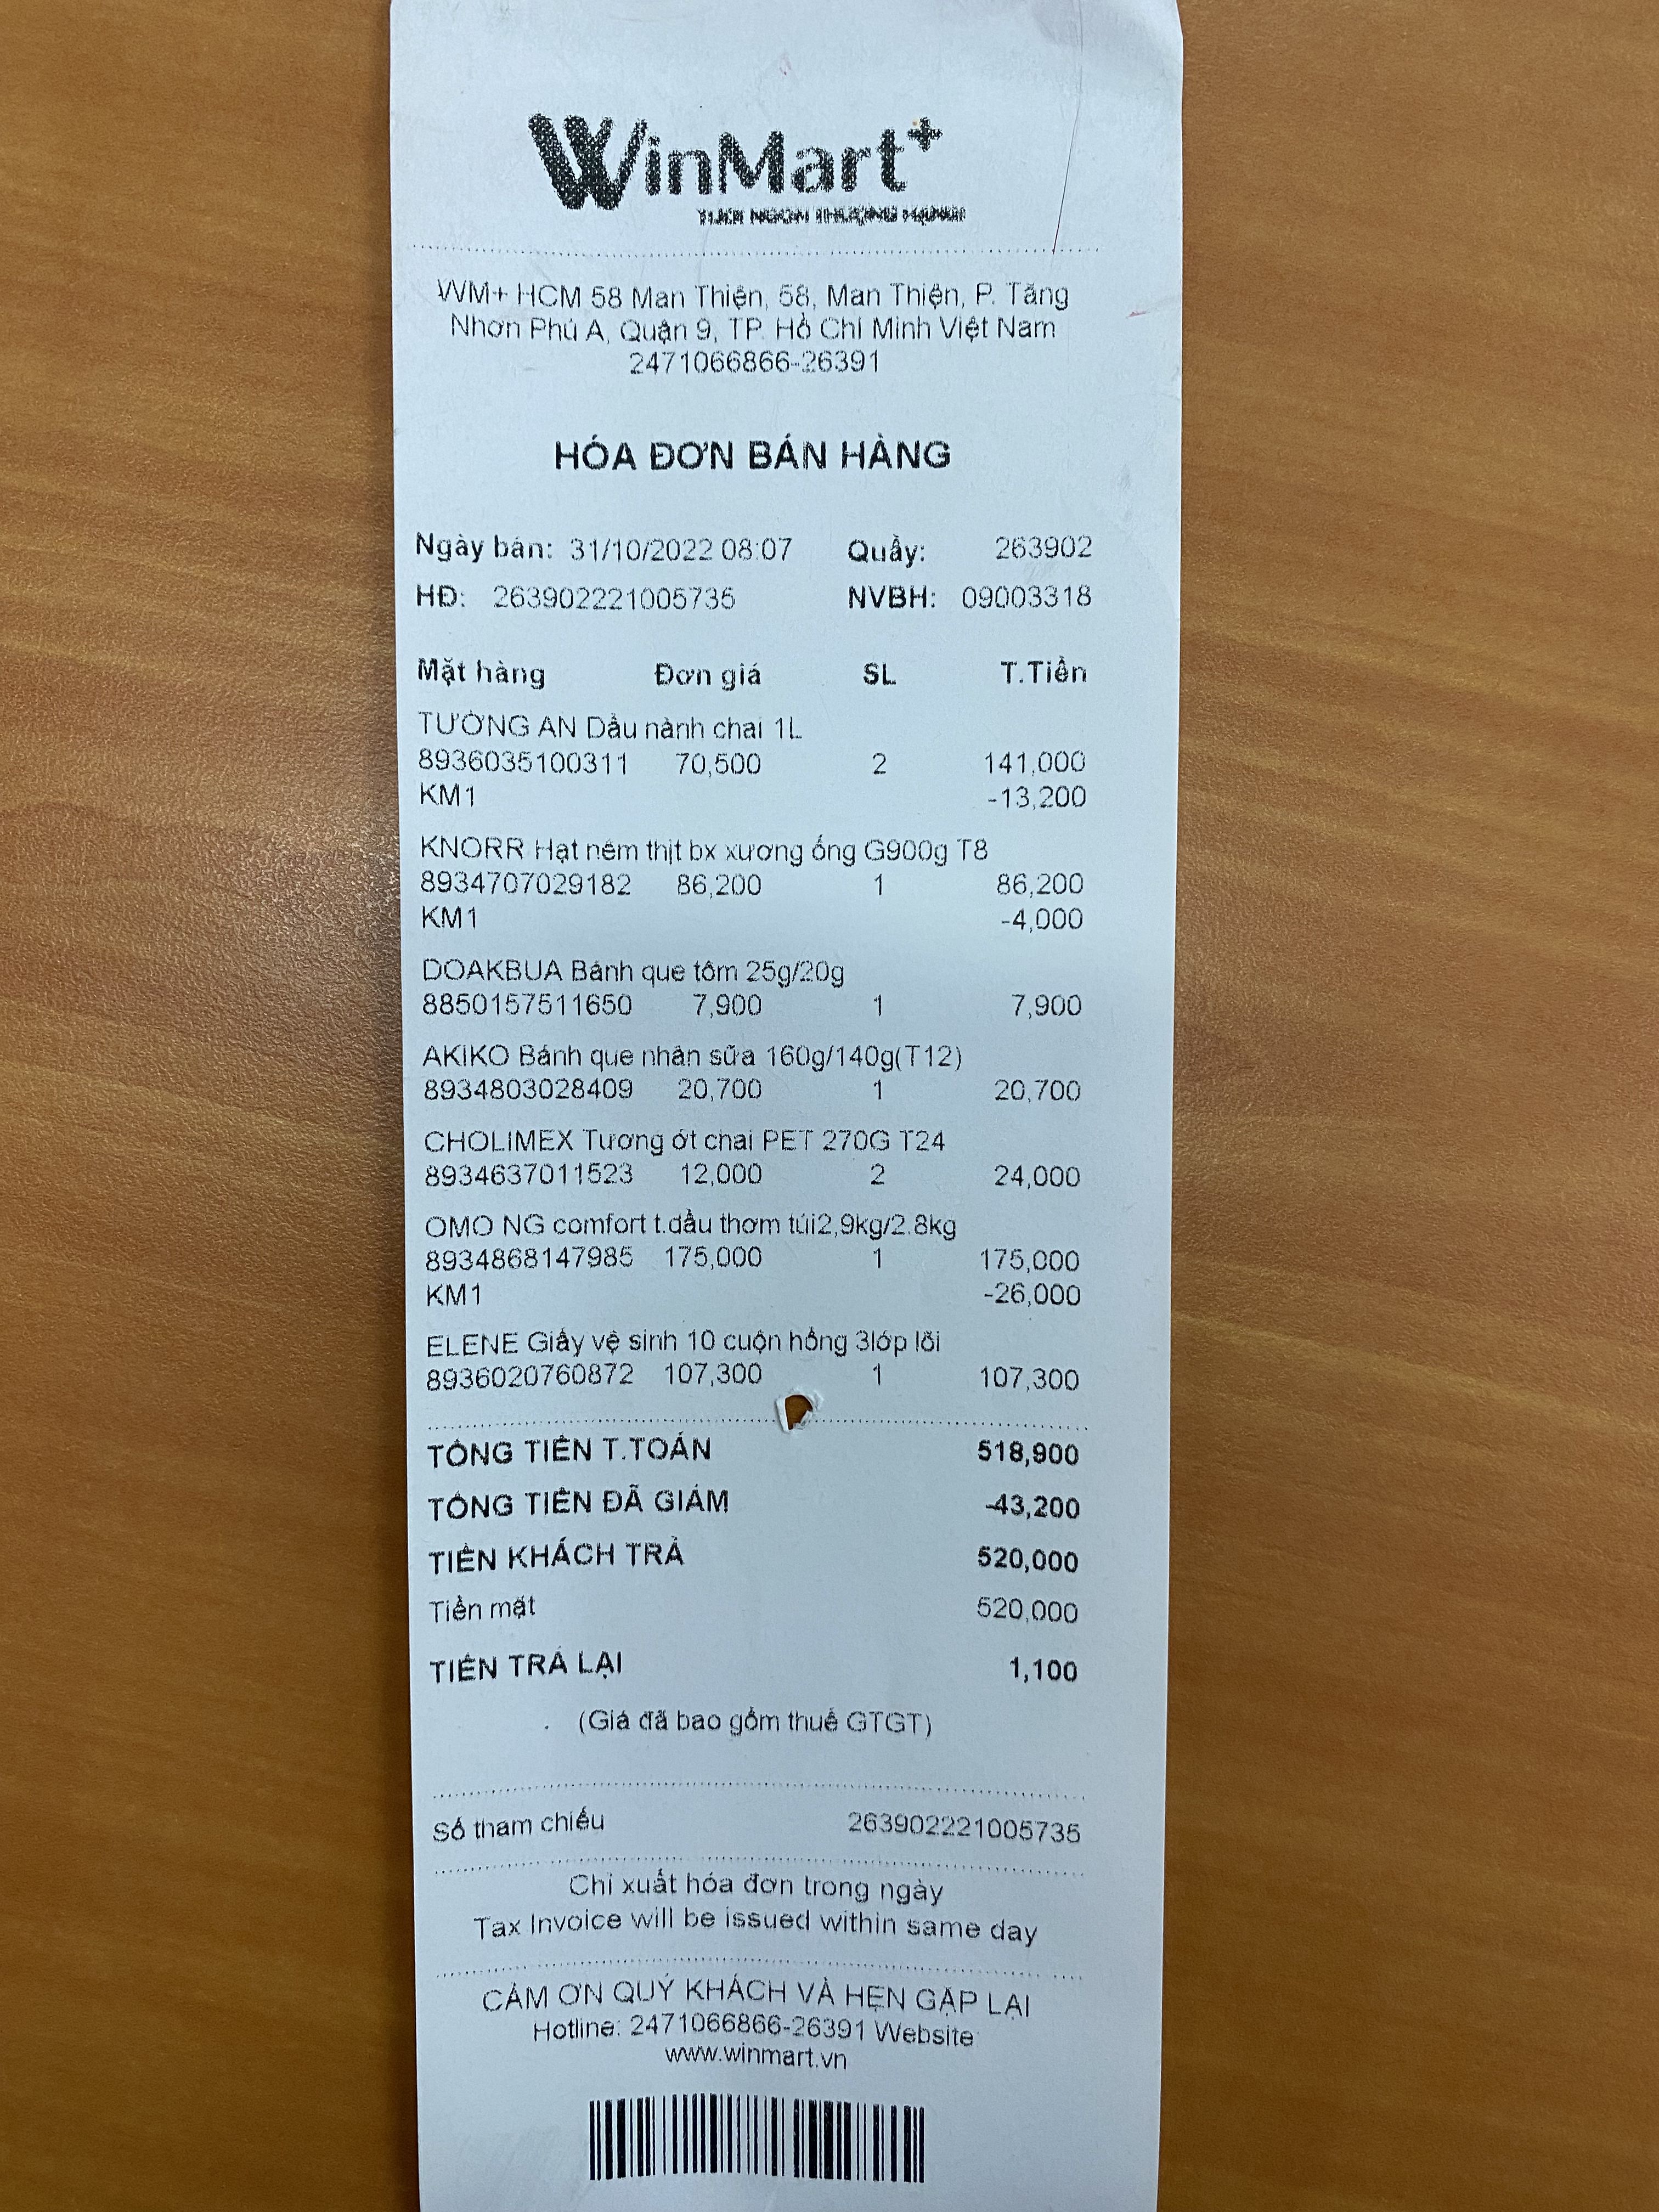 WinMart+
TƯƠI NGON THƯỢNG HẠNG
WM+ HCM 58 Man Thiện, 58, Man Thiện, P. Tăng
Nhơn Phú A, Quận 9, TP. Hồ Chí Minh Việt Nam
2471066866-26391
HÓA ĐƠN BÁN HÀNG
Ngày bán: 31/10/2022 08:07 Quầy: 263902
HĐ: 263902221005735 NVBH: 09003318
Mặt hàng Đơn giá SL T.Tiền
TƯỜNG AN Dầu nành chai 1L
8936035100311 70,500 2 141,000
KM1 -13,200
KNORR Hạt nêm thịt bx xương ống G900g T8
8934707029182 86,200 1 86,200
KM1 -4,000
DOAKBUA Bánh que tôm 25g/20g
8850157511650 7,900 1 7,900
AKIKO Bánh que nhân sữa 160g/140g(T12)
8934803028409 20,700 1 20,700
CHOLIMEX Tương ớt chai PET 270G T24
8934637011523 12,000 2 24,000
OMO NG comfort t.dầu thơm túi2,9kg/2.8kg
8934868147985 175,000 1 175,000
KM1 -26,000
ELENE Giấy vệ sinh 10 cuộn hồng 3lớp lõi
8936020760872 107,300 1 107,300
TỔNG TIỀN T.TOÁN 518,900
TỔNG TIỀN ĐÃ GIẢM -43,200
TIỀN KHÁCH TRẢ 520,000
Tiền mặt 520,000
TIỀN TRẢ LẠI 1,100
(Giá đã bao gồm thuế GTGT)
Số tham chiếu 263902221005735
Chỉ xuất hóa đơn trong ngày
Tax Invoice will be issued within same day
CẢM ƠN QUÝ KHÁCH VÀ HẸN GẶP LẠI
Hotline: 2471066866-26391 Website
www.winmart.vn